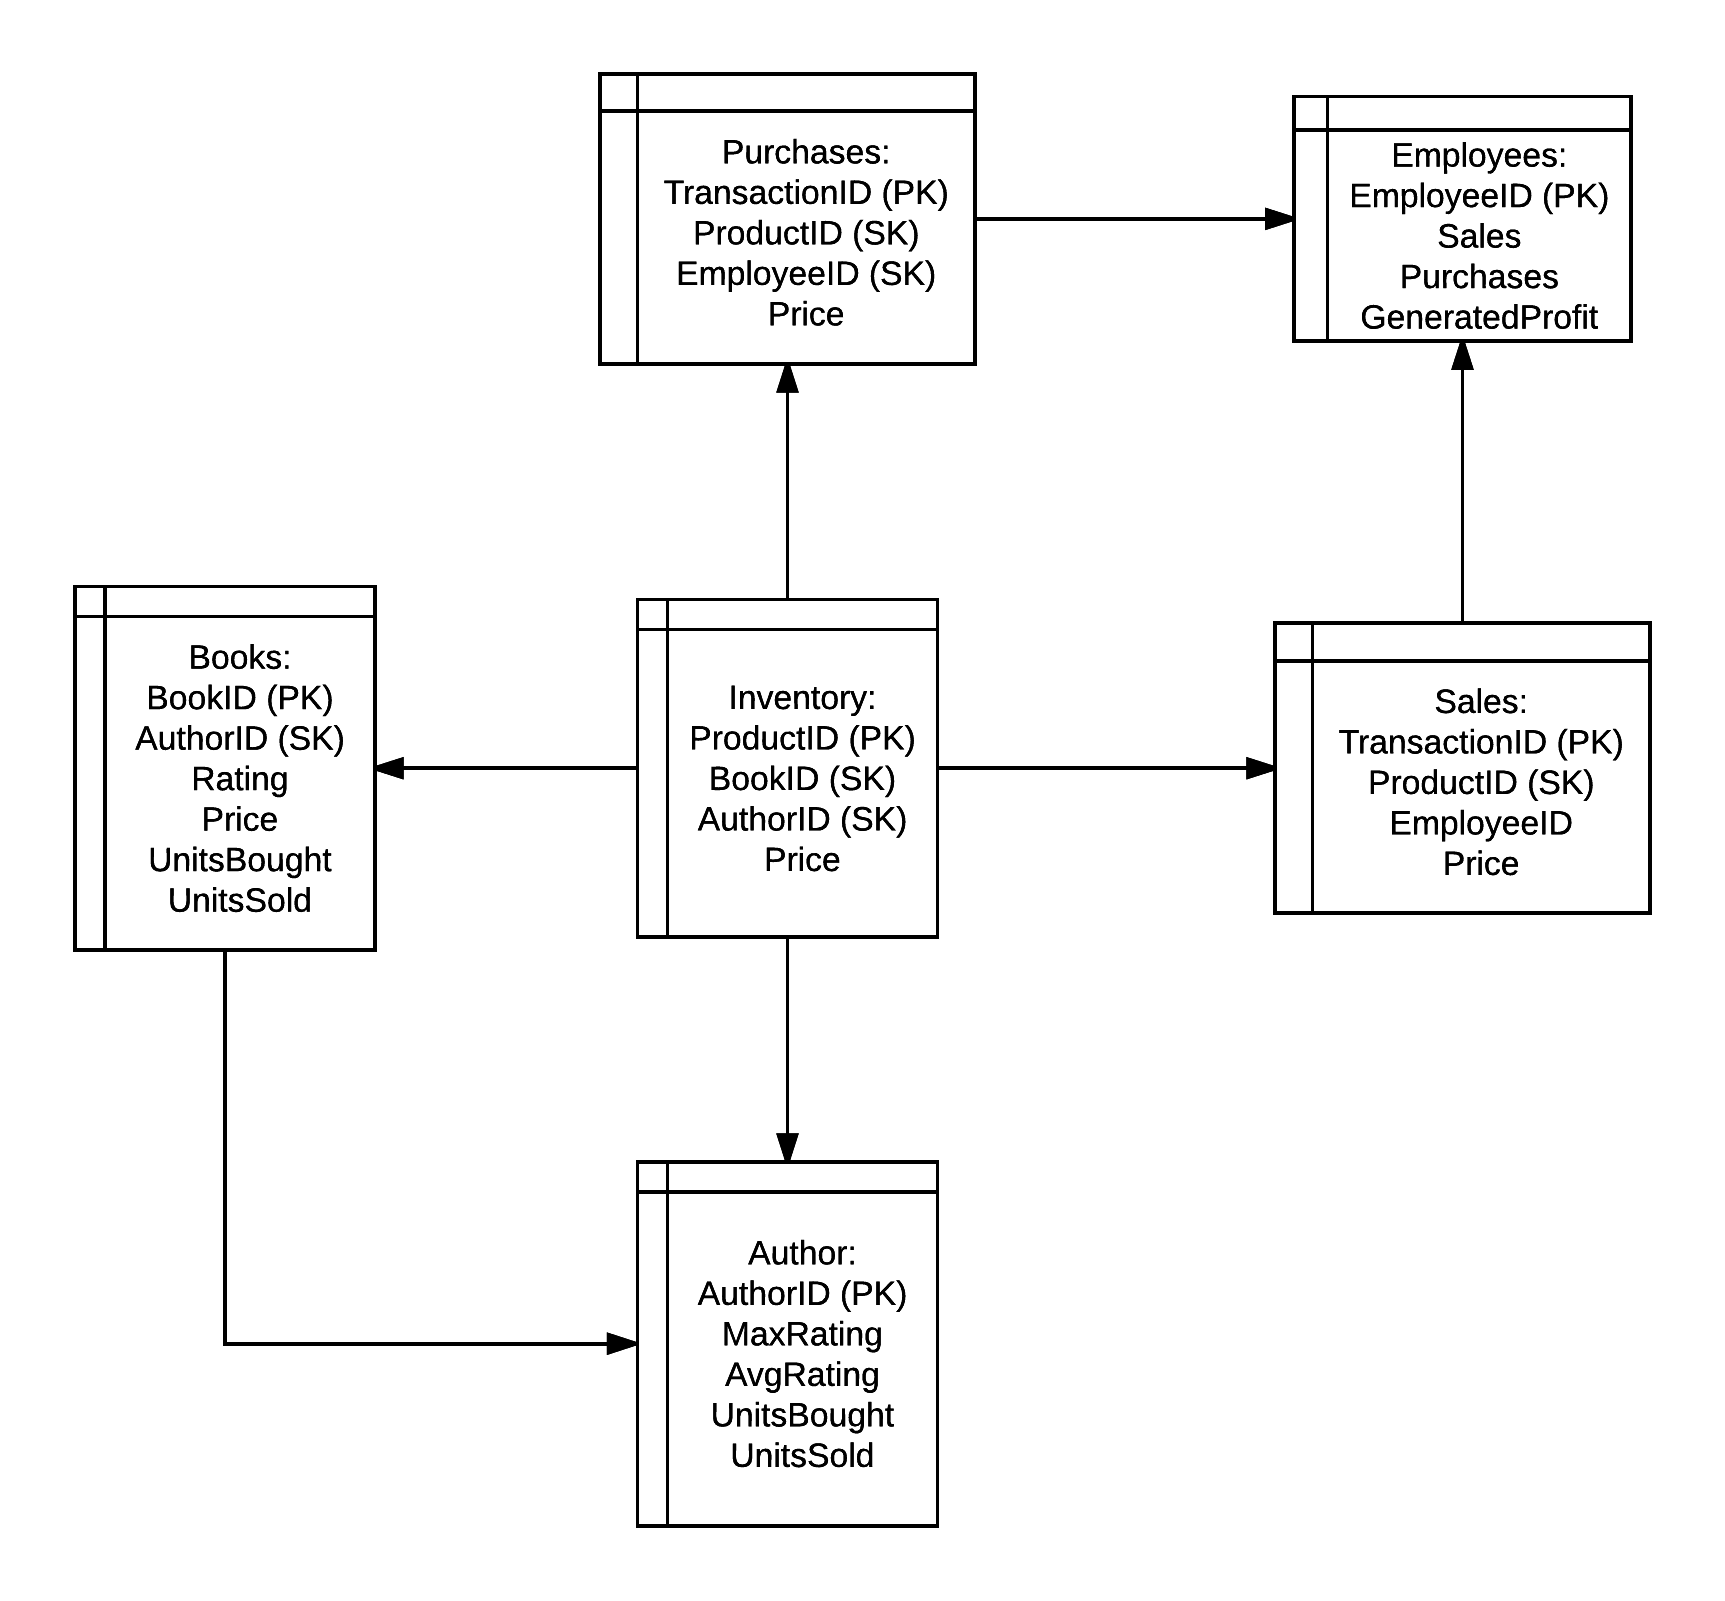 Purchases:
TransactionID (PK)
ProductID (SK)
EmployeeID (SK)
Price
Employees:
EmployeeID (PK)
Sales
Purchases
GeneratedProfit
Books:
BookID (PK)
AuthorID (SK)
Rating
Price
UnitsBought
UnitsSold
Inventory:
ProductID (PK)
BookID (SK)
AuthorID (SK)
Price
Sales:
TransactionID (PK)
ProductID (SK)
EmployeeID
Price
Author:
AuthorID (PK)
MaxRating
AvgRating
UnitsBought
UnitsSold